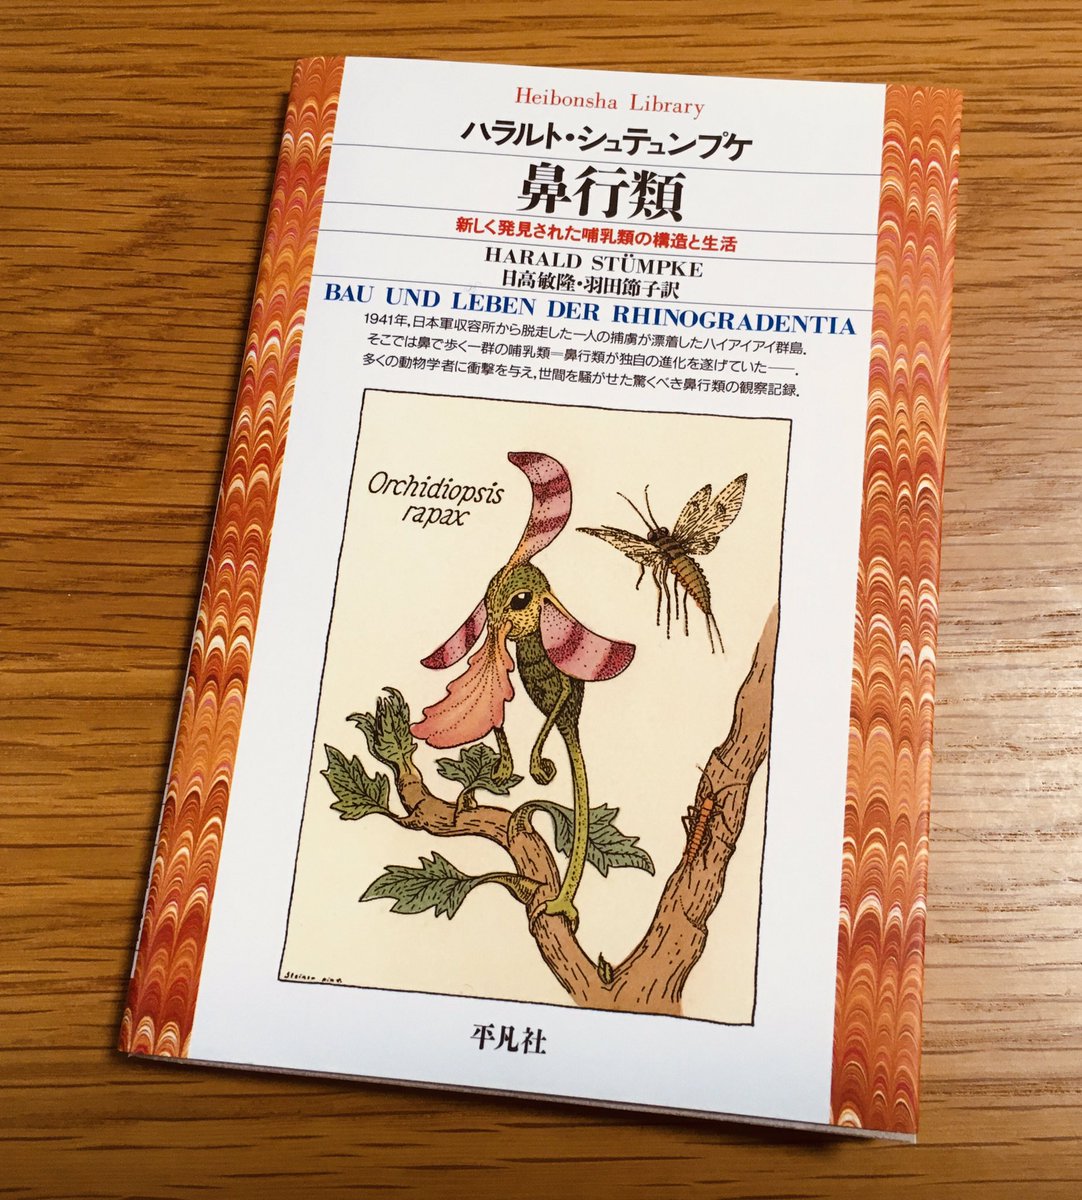 Heibonsha Library
ハラルト・シュテュンプケ
鼻行類
新しく発見された哺乳類の構造と生活
HARALD STÜMPKE
日高敏隆・羽田節子訳
BAU UND LEBEN DER RHINOGRADENTIA
1941年,日本軍収容所から脱走した一人の捕虜が漂着したハイアイアイ群島.
そこでは鼻で歩く一群の哺乳類=鼻行類が独自の進化を遂げていた——.
多くの動物学者に衝撃を与え,世間を騒がせた驚くべき鼻行類の観察記録.
Orchidiopsis
rapax
Steiner pinx.
平凡社